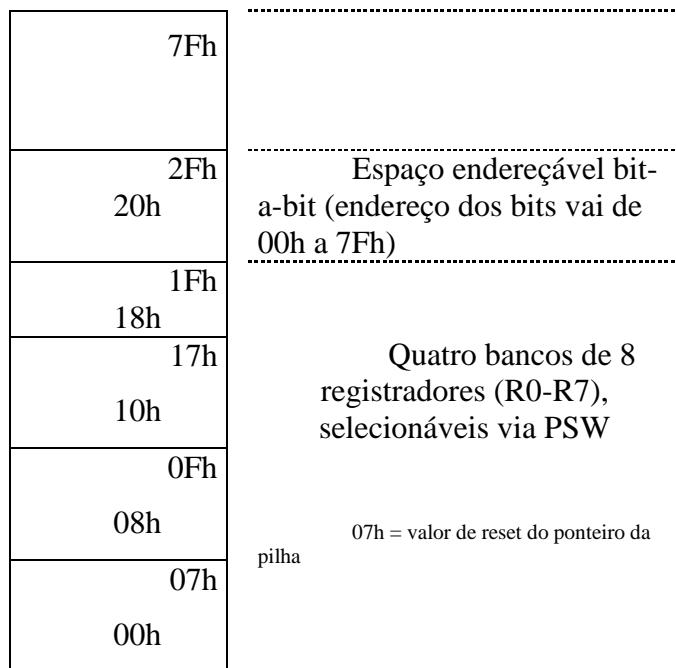 7Fh
2Fh
20h
Espaço endereçável bit-
a-bit (endereço dos bits vai de
00h a 7Fh)
1Fh
18h
17h
10h
Quatro bancos de 8
registradores (R0-R7),
selecionáveis via PSW
0Fh
08h
07h = valor de reset do ponteiro da
pilha
07h
00h